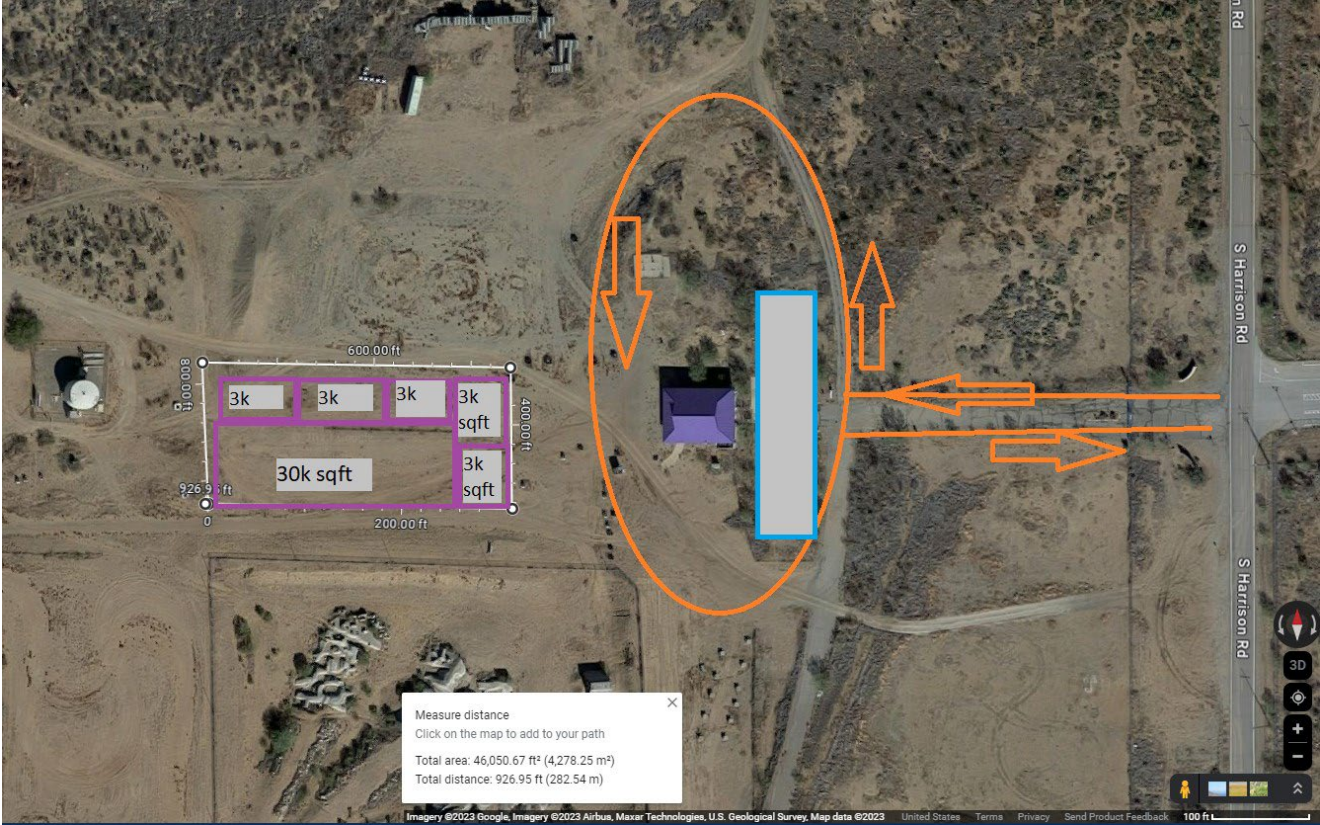 n Rd
S Harrison Rd
600.00 ft
800.00 ft
400.00 ft
3k
3k
3k
3k
sqft
3k
sqft
30k sqft
926.95 ft
0
200.00 ft
S Harrison Rd
3D
Measure distance
Click on the map to add to your path
Total area: 46,050.67 ft² (4,278.25 m²)
Total distance: 926.95 ft (282.54 m)
Imagery ©2023 Google, Imagery ©2023 Airbus, Maxar Technologies, U.S. Geological Survey, Map data ©2023 United States Terms Privacy Send Product Feedback 100 ft